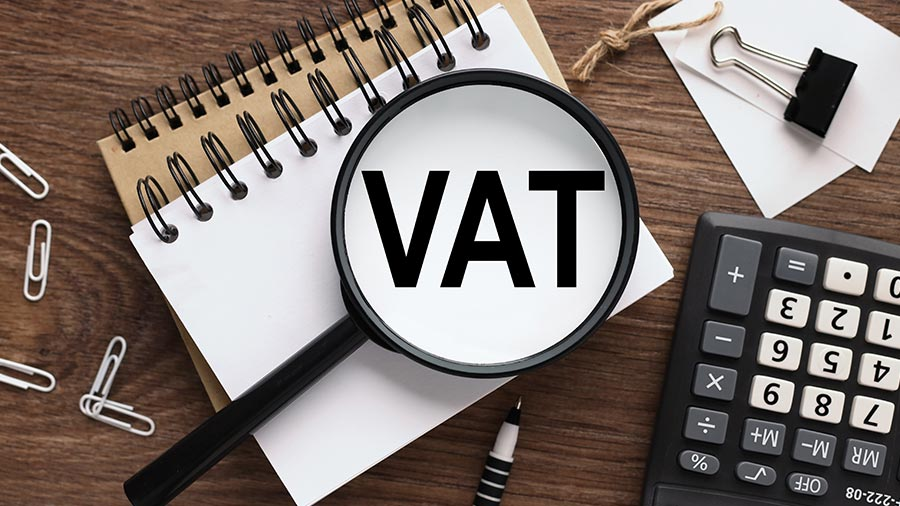 VAT
OFF √ %
MR M− M+ ÷
7 8 9 ×
4 5 6 −
1 2 3 +
0 . =